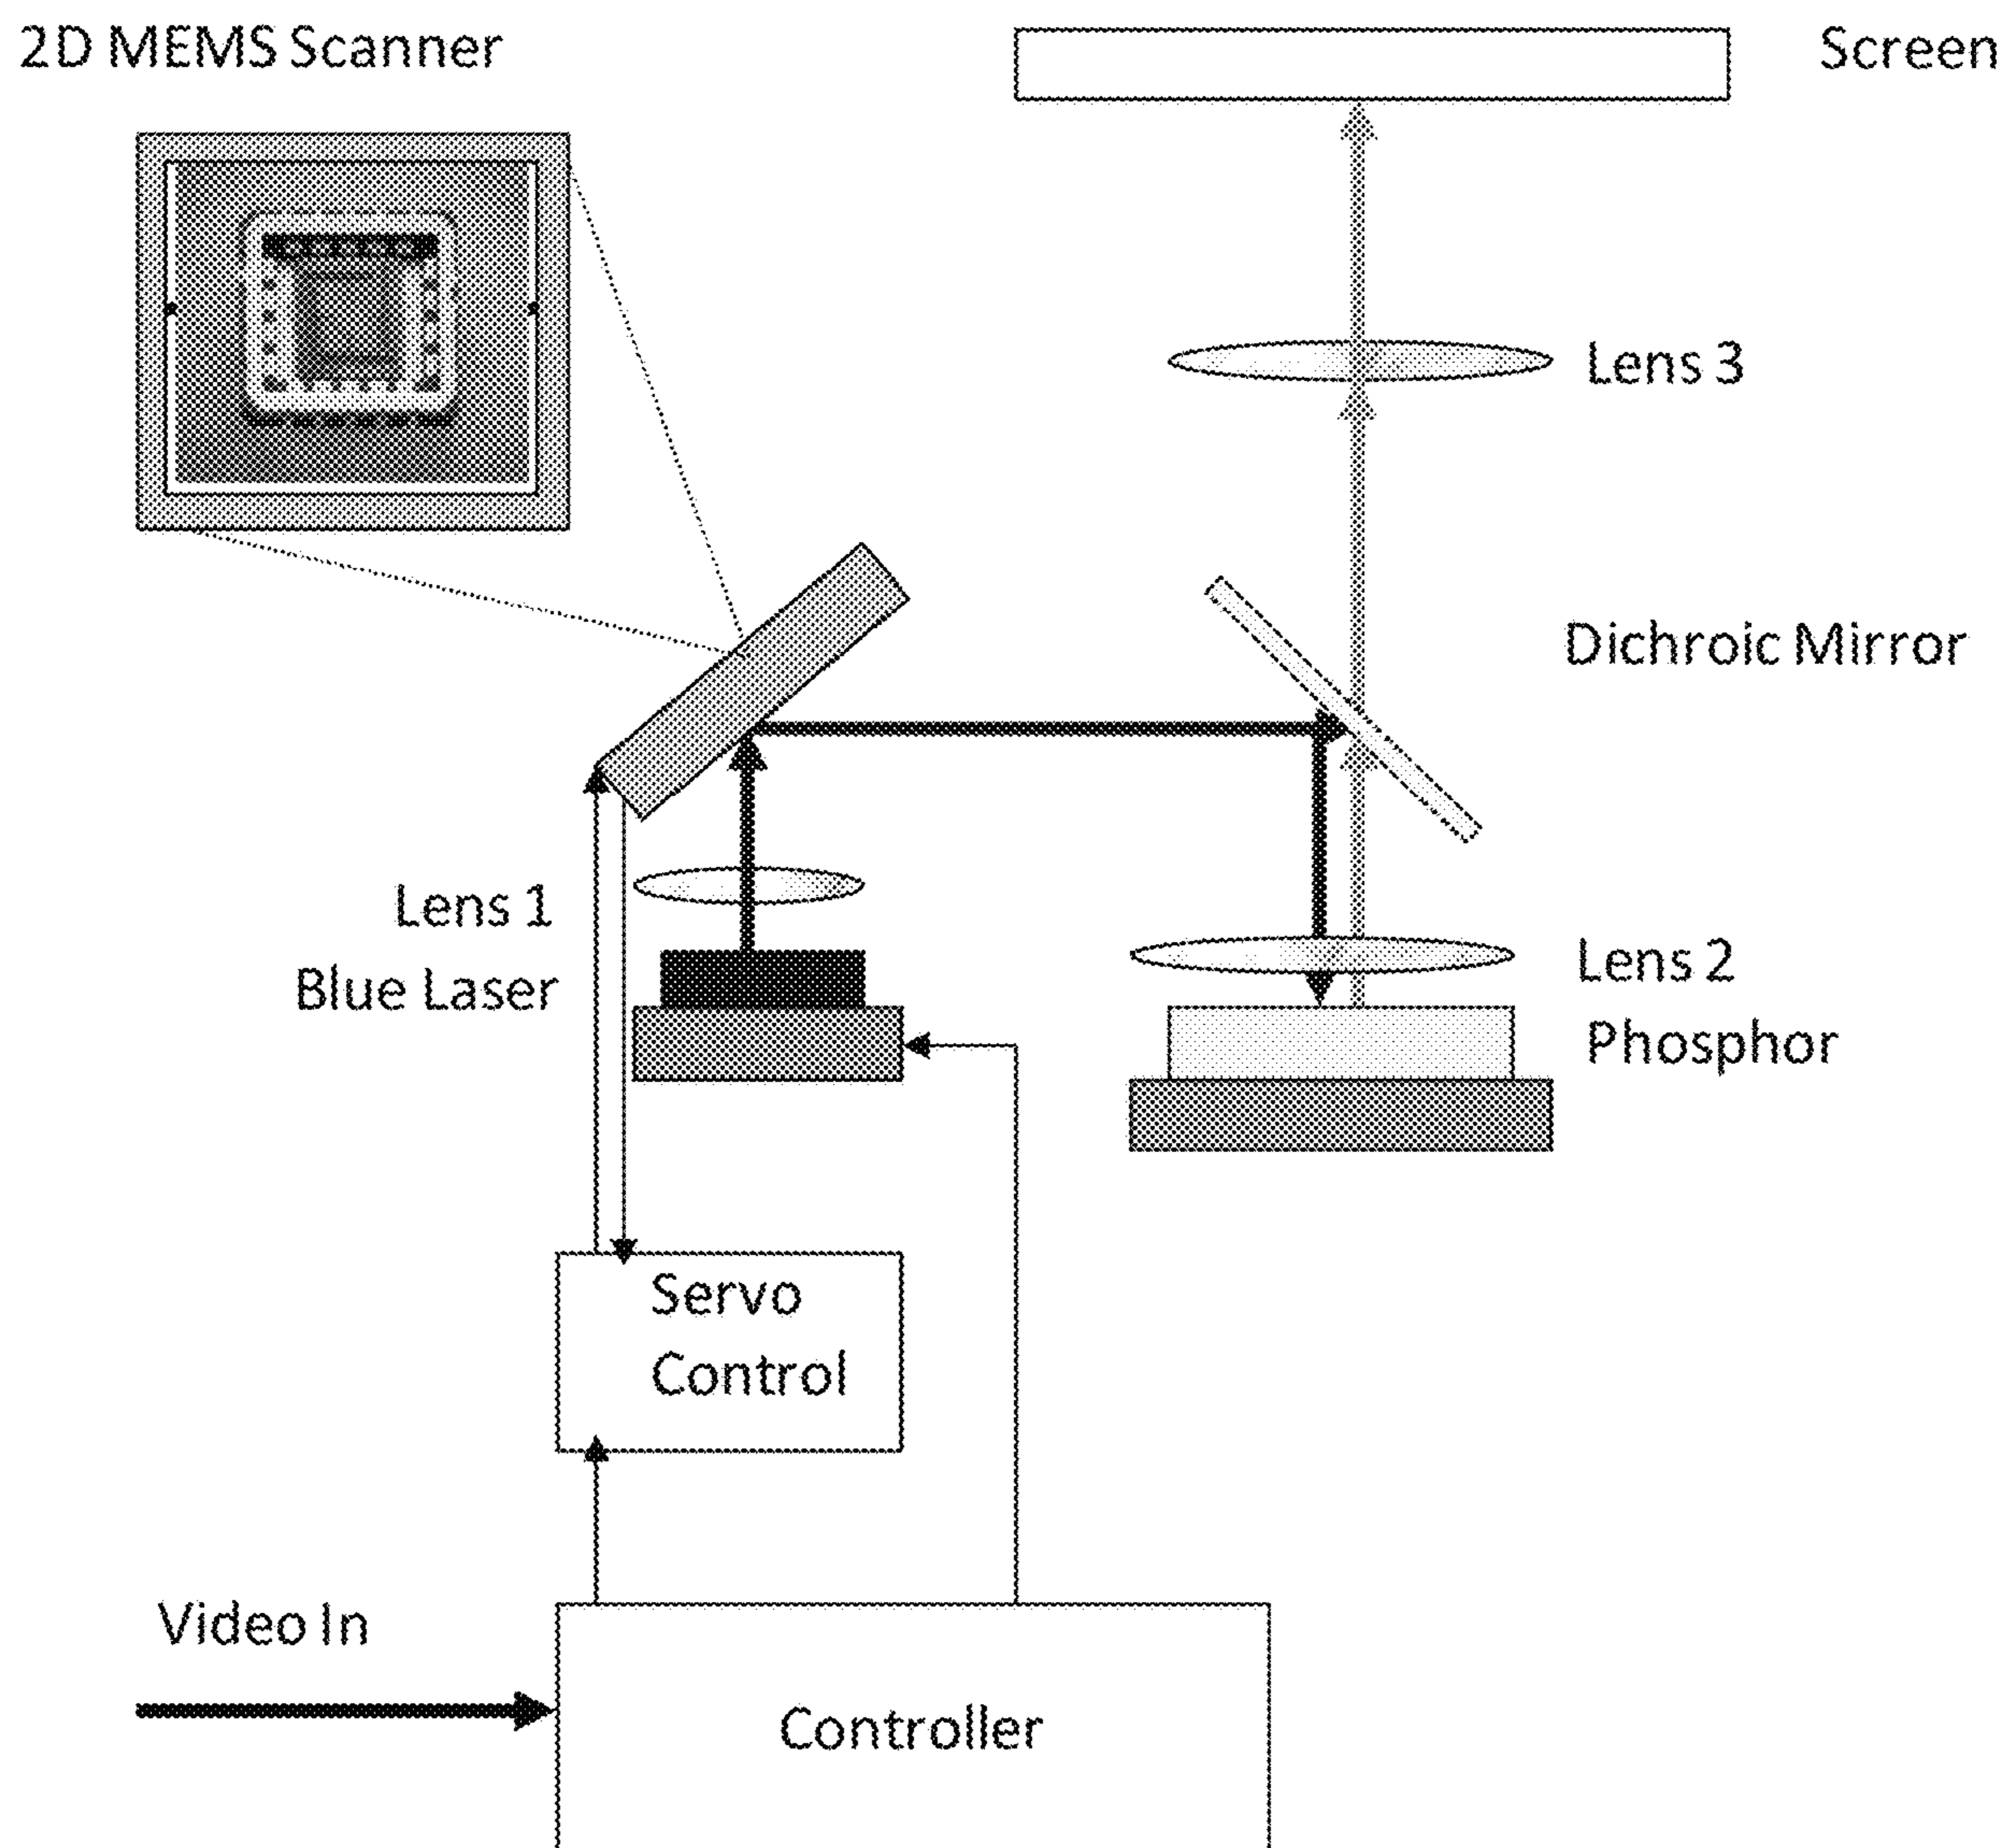 2D MEMS Scanner
Screen
Lens 3
Dichroic Mirror
Lens 1
Blue Laser
Lens 2
Phosphor
Servo
Control
Video In
Controller